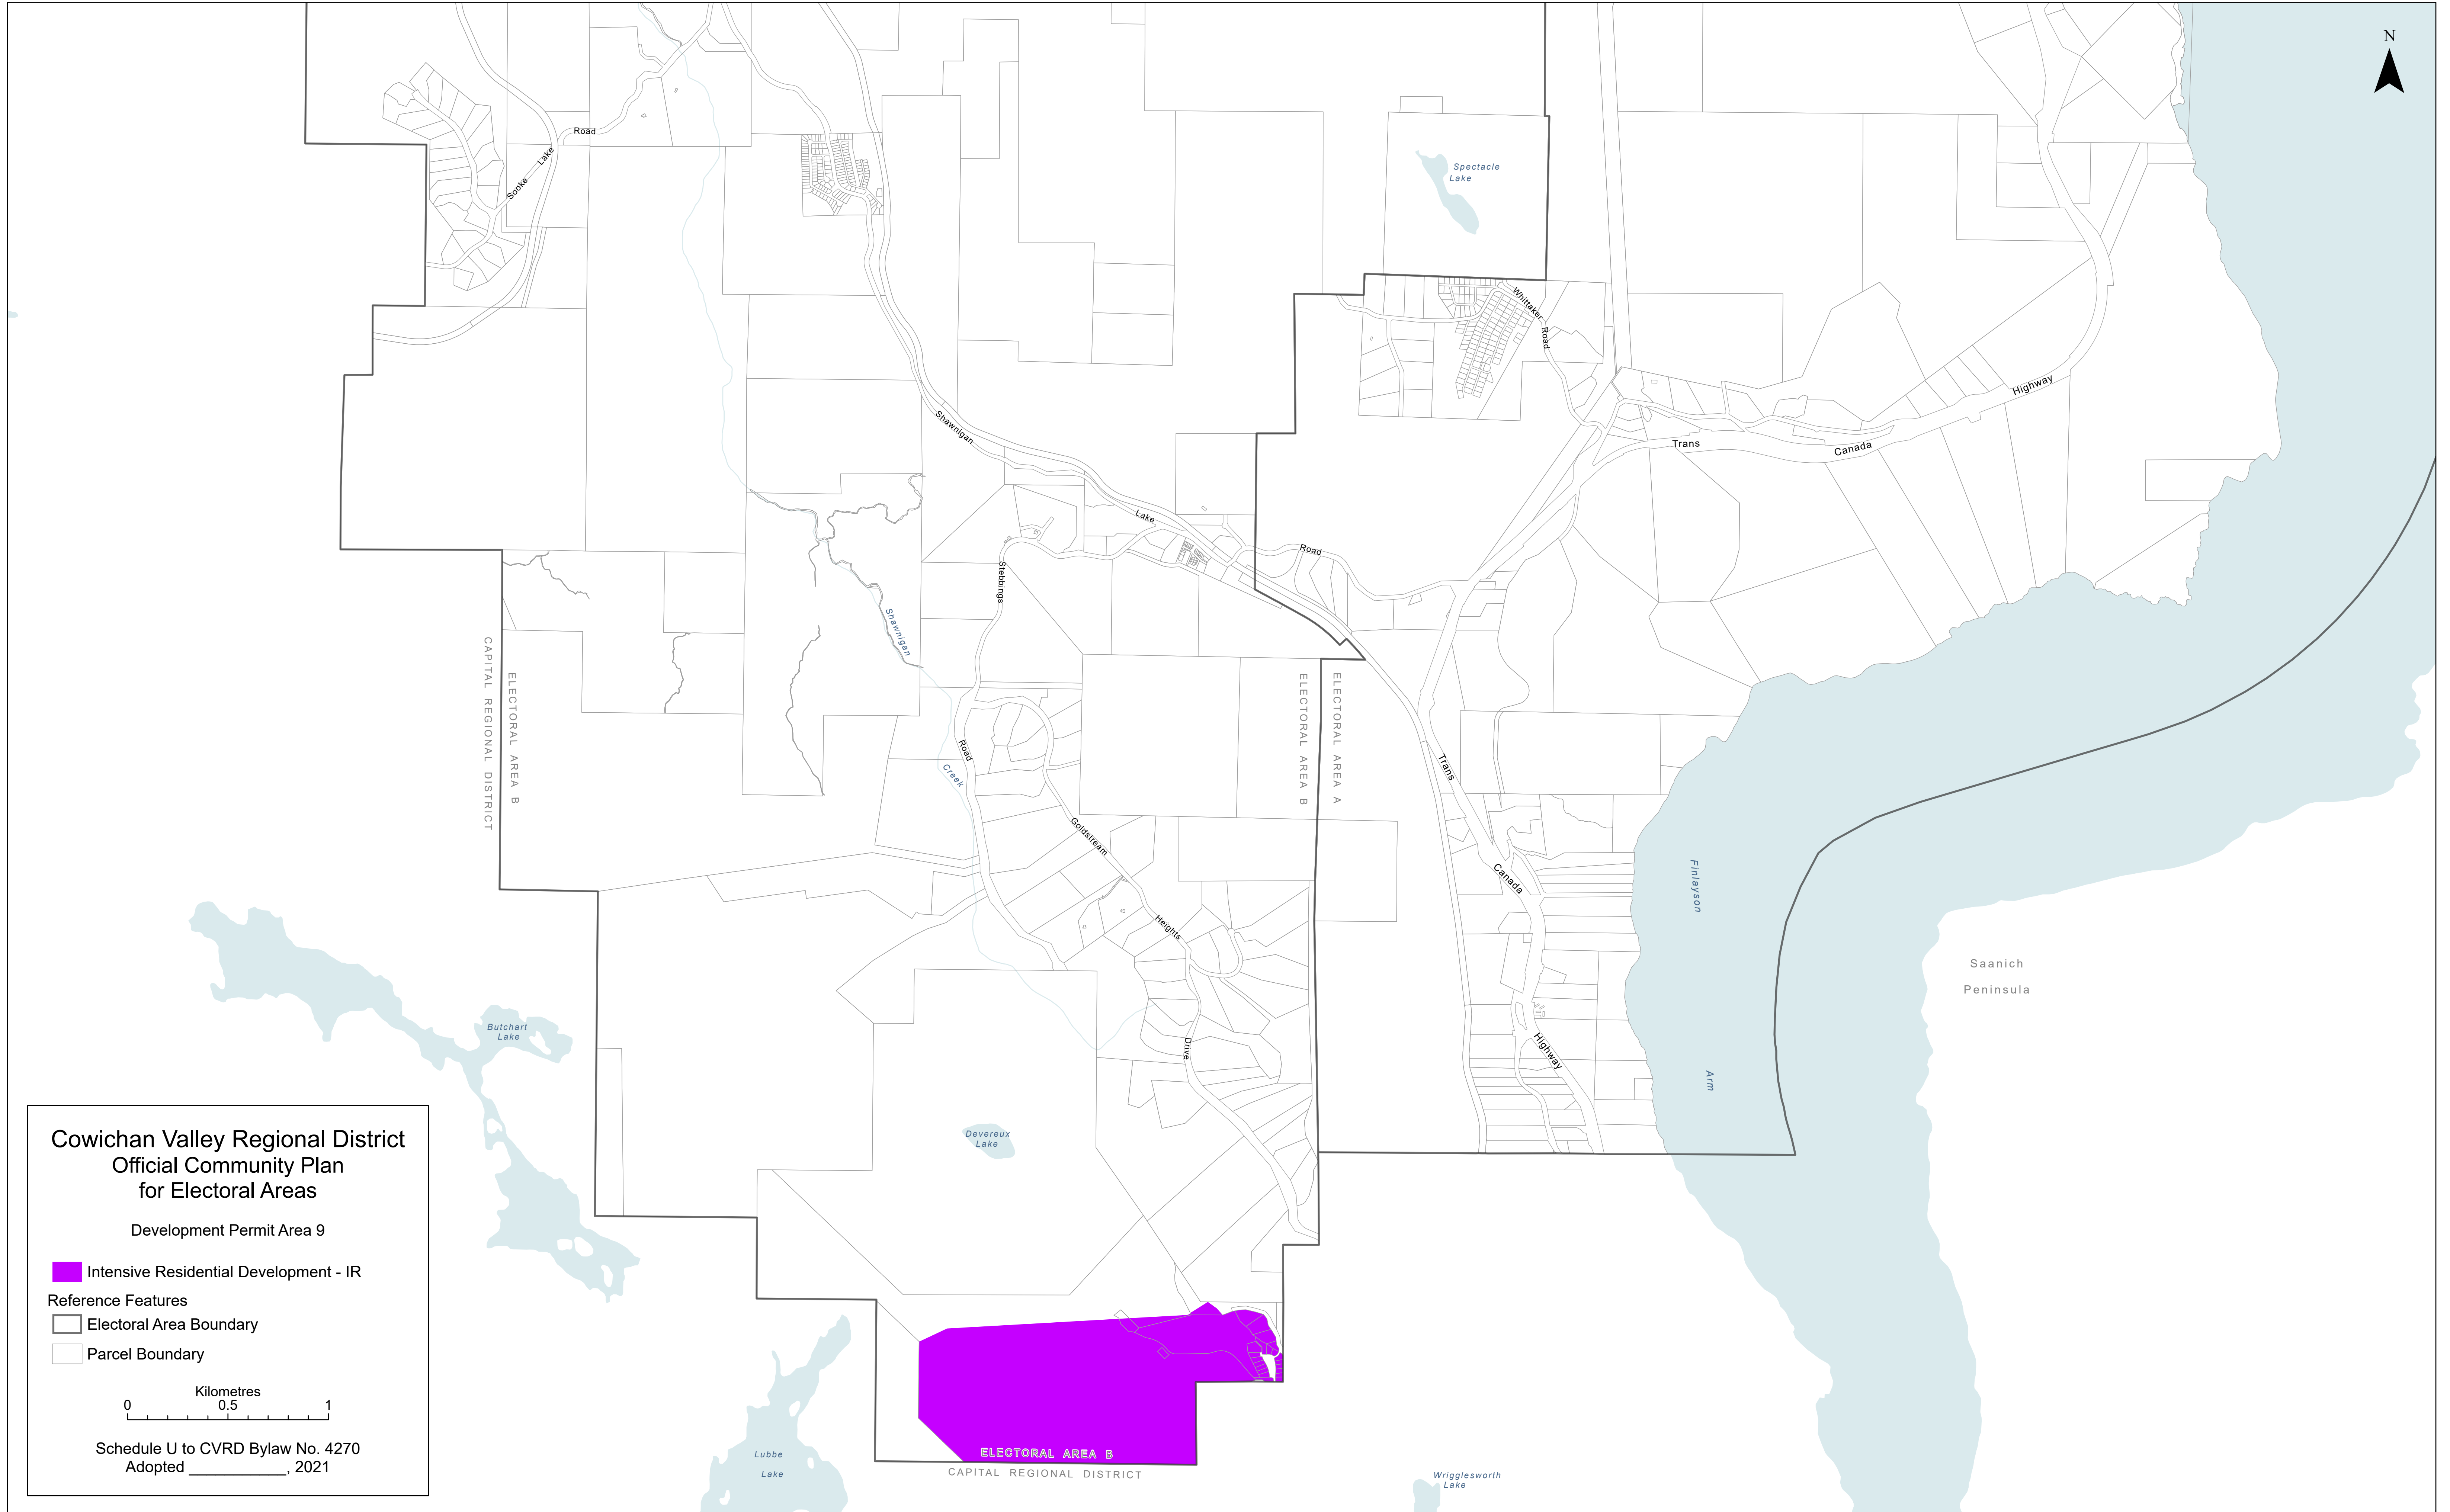 N
Road
Lake
Sooke
Spectacle
Lake
Whittaker
Road
Highway
Canada
Trans
Shawnigan
Lake
Road
Stebbings
Shawnigan
CAPITAL REGIONAL DISTRICT
ELECTORAL AREA B
ELECTORAL AREA B
ELECTORAL AREA A
Road
Creek
Trans
Goldstream
Canada
Finlayson
Heights
Saanich
Peninsula
Butchart
Lake
Drive
Highway
Arm
Devereux
Lake
Cowichan Valley Regional District
Official Community Plan
for Electoral Areas
Development Permit Area 9
Intensive Residential Development - IR
Reference Features
Electoral Area Boundary
Parcel Boundary
Kilometres
0 0.5 1
Schedule U to CVRD Bylaw No. 4270
Adopted ____________, 2021
Lubbe
Lake
ELECTORAL AREA B
CAPITAL REGIONAL DISTRICT
Wrigglesworth
Lake